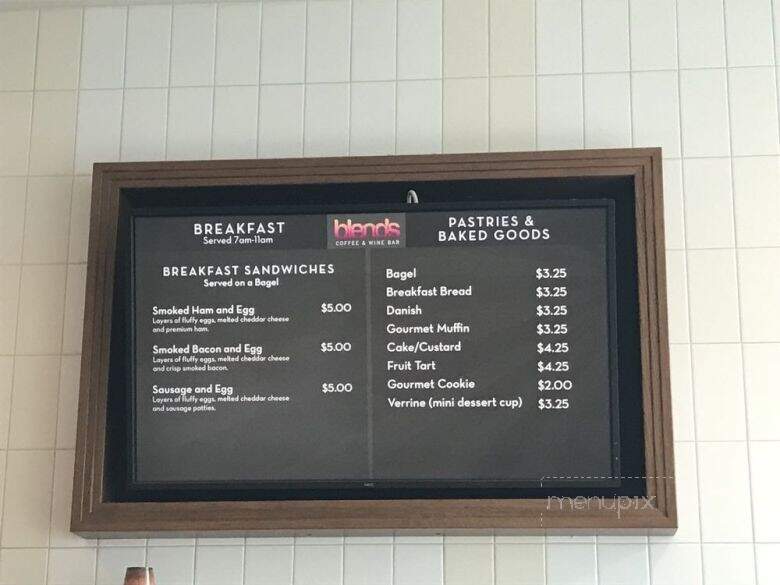 BREAKFAST
Served 7am-11am
blends
COFFEE & WINE BAR
PASTRIES &
BAKED GOODS
BREAKFAST SANDWICHES
Served on a Bagel
Smoked Ham and Egg $5.00
Layers of fluffy eggs, melted cheddar cheese
and premium ham.
Smoked Bacon and Egg $5.00
Layers of fluffy eggs, melted cheddar cheese
and crisp smoked bacon.
Sausage and Egg $5.00
Layers of fluffy eggs, melted cheddar cheese
and sausage patties.
Bagel $3.25
Breakfast Bread $3.25
Danish $3.25
Gourmet Muffin $3.25
Cake/Custard $4.25
Fruit Tart $4.25
Gourmet Cookie $2.00
Verrine (mini dessert cup) $3.25
menupix